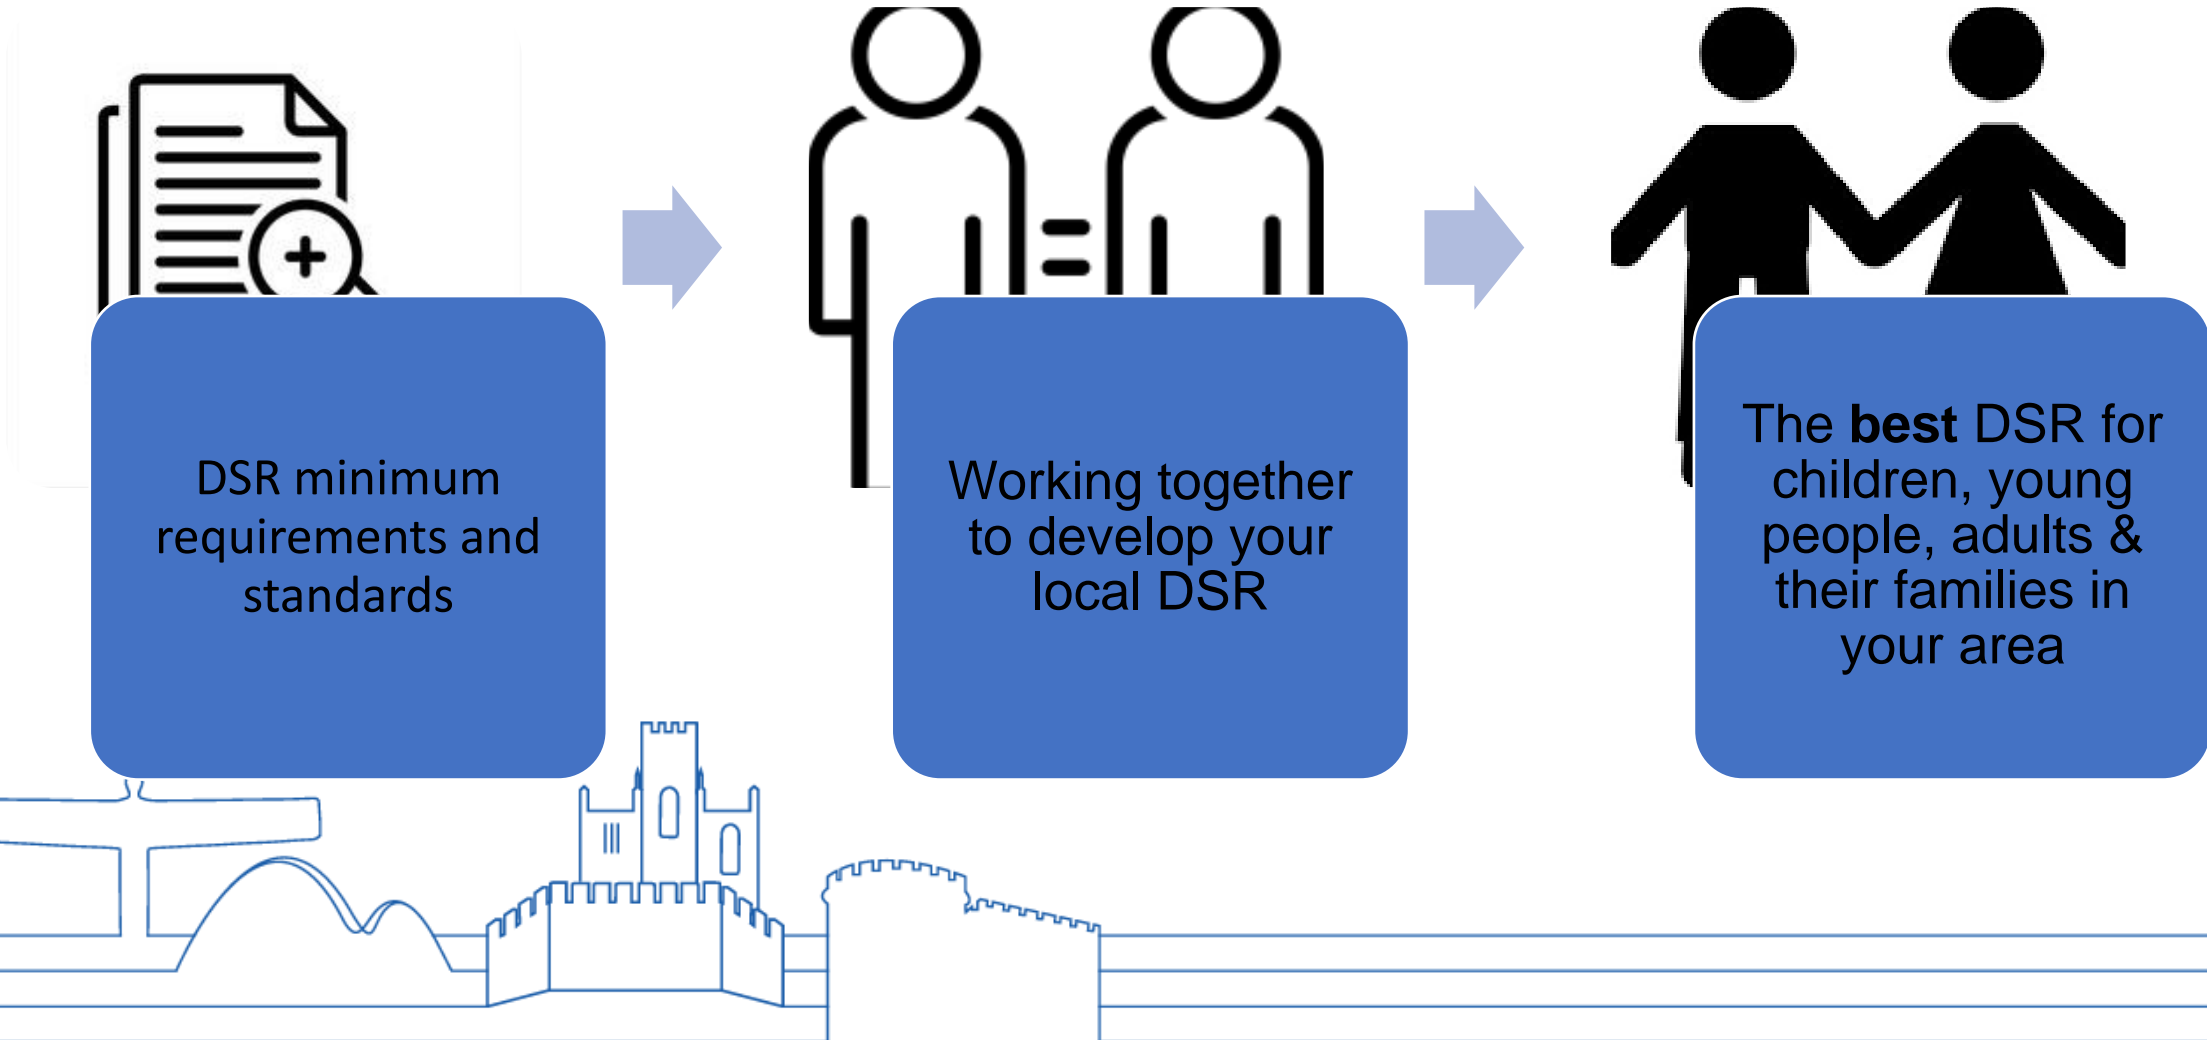 DSR minimum
requirements and
standards
Working together
to develop your
local DSR
The best DSR for
children, young
people, adults &
their families in
your area